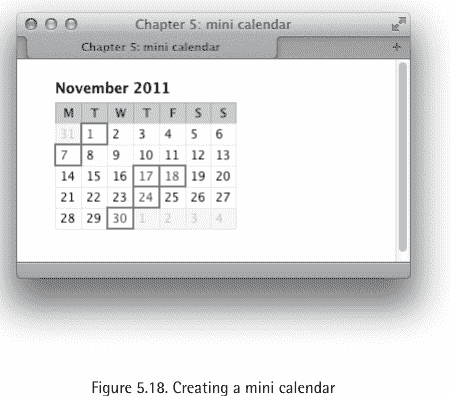 Chapter 5: mini calendar
Chapter 5: mini calendar +
November 2011
M T W T F S S
31 1 2 3 4 5 6
7 8 9 10 11 12 13
14 15 16 17 18 19 20
21 22 23 24 25 26 27
28 29 30 1 2 3 4
Figure 5.18. Creating a mini calendar